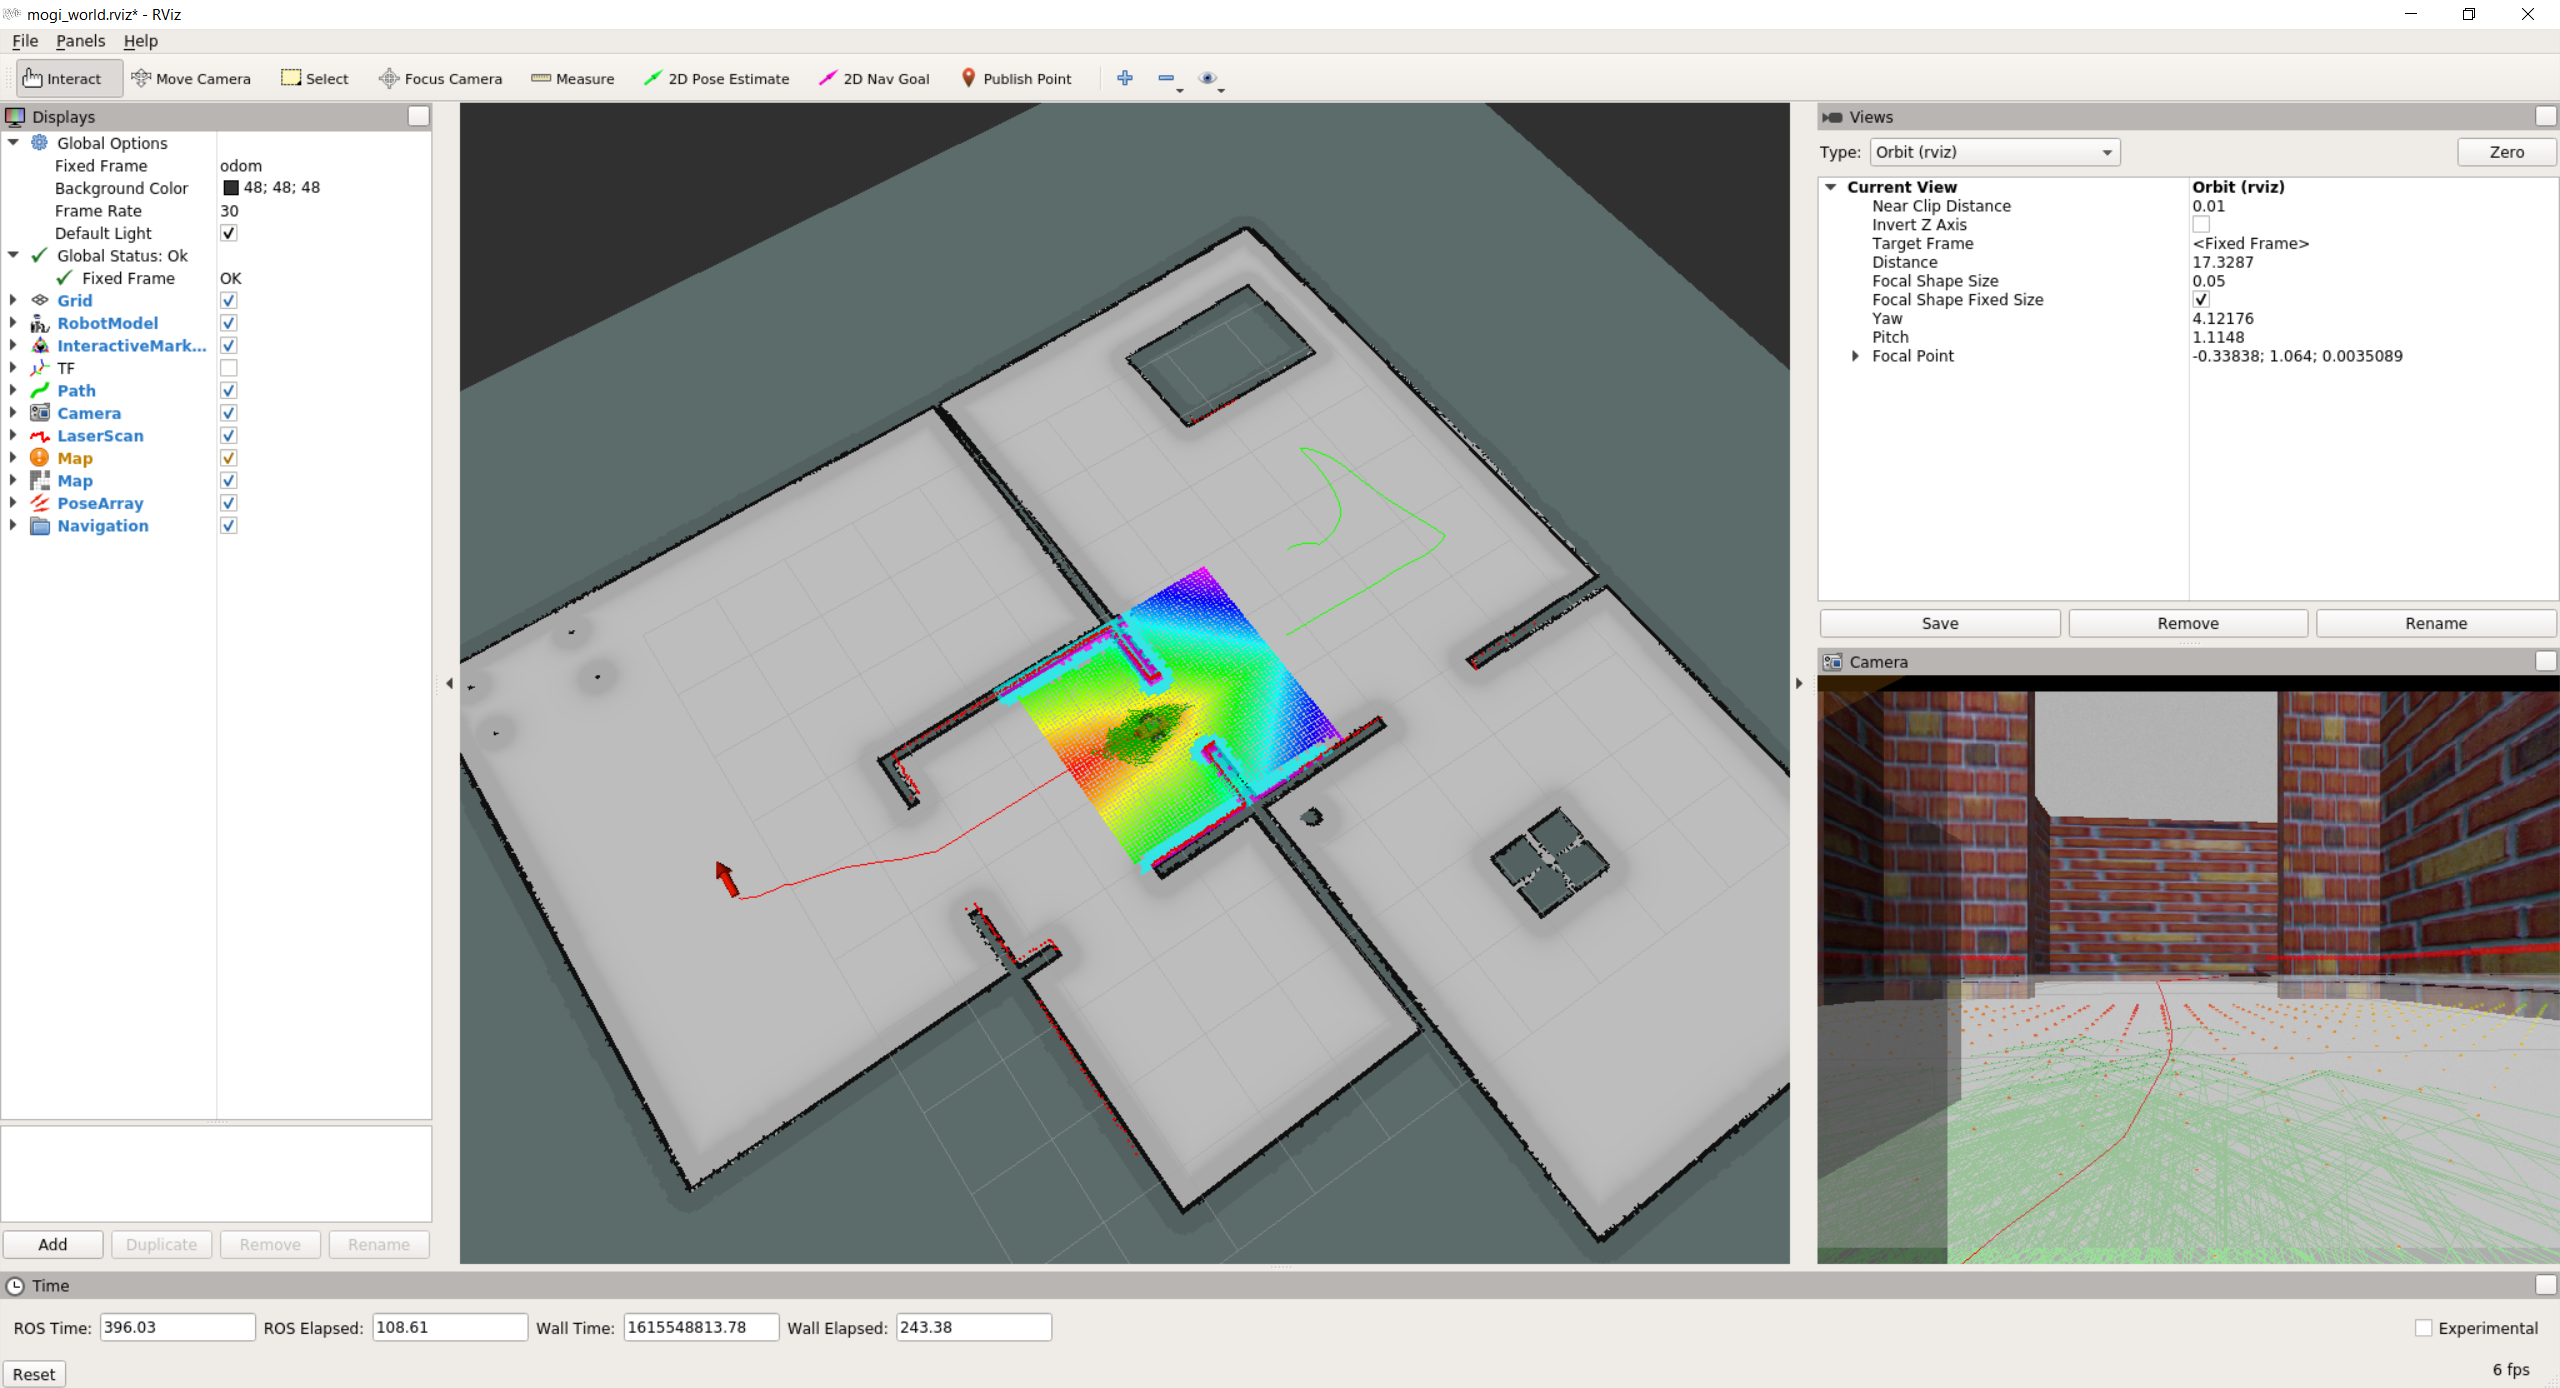 mogi_world.rviz* - RViz
File Panels Help
Interact Move Camera Select Focus Camera Measure 2D Pose Estimate 2D Nav Goal Publish Point
Displays
Global Options
Fixed Frame odom
Background Color 48; 48; 48
Frame Rate 30
Default Light
Global Status: Ok
Fixed Frame OK
Grid
RobotModel
InteractiveMark...
TF
Path
Camera
LaserScan
Map
Map
PoseArray
Navigation
Add Duplicate Remove Rename
Views
Type: Orbit (rviz) Zero
Current View Orbit (rviz)
Near Clip Distance 0.01
Invert Z Axis
Target Frame <Fixed Frame>
Distance 17.3287
Focal Shape Size 0.05
Focal Shape Fixed Size
Yaw 4.12176
Pitch 1.1148
Focal Point -0.33838; 1.064; 0.0035089
Save Remove Rename
Camera
Time
ROS Time: 396.03 ROS Elapsed: 108.61 Wall Time: 1615548813.78 Wall Elapsed: 243.38 Experimental
Reset 6 fps